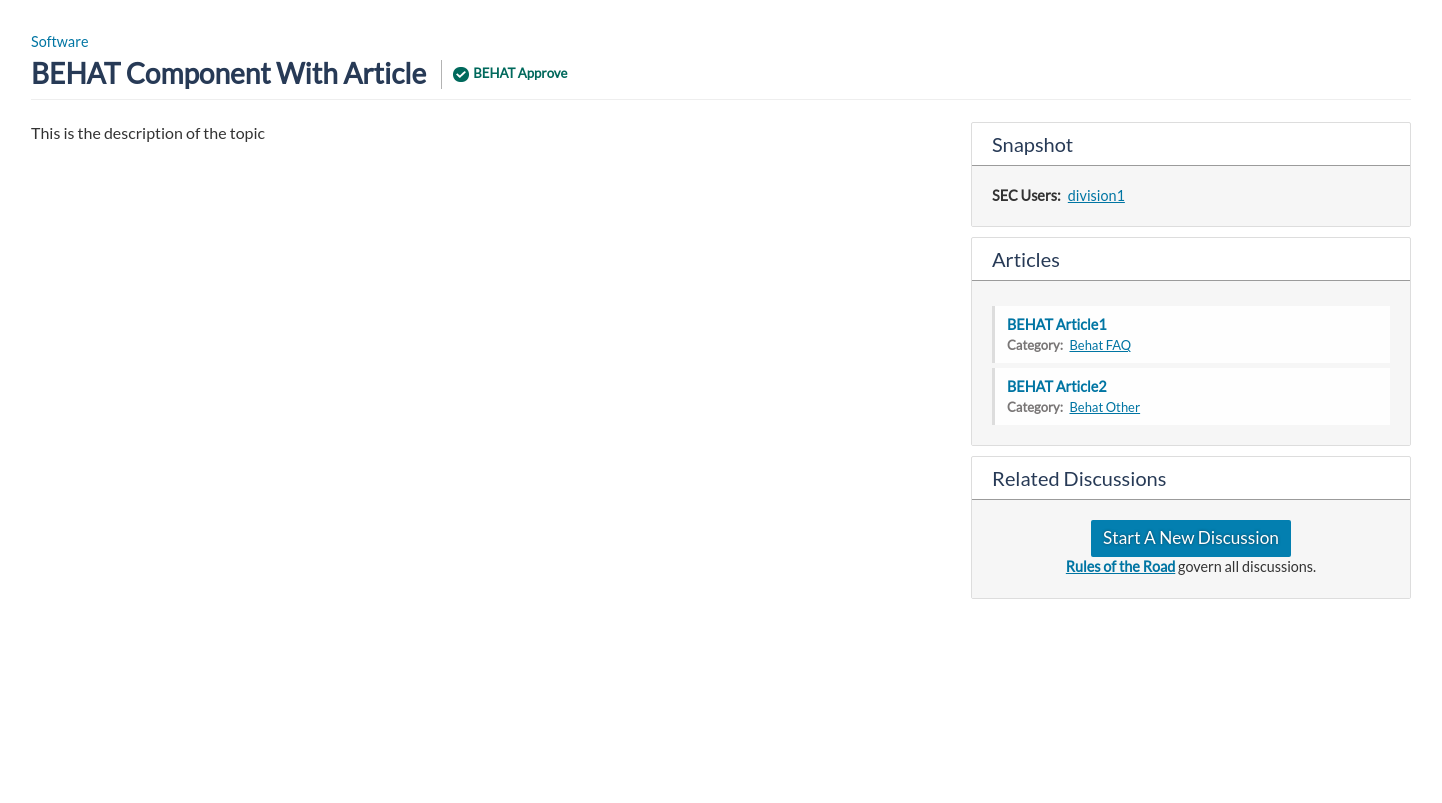 Software
BEHAT Component With Article
BEHAT Approve
This is the description of the topic
Snapshot
SEC Users: division1
Articles
BEHAT Article1
Category: Behat FAQ
BEHAT Article2
Category: Behat Other
Related Discussions
Start A New Discussion
Rules of the Road govern all discussions.